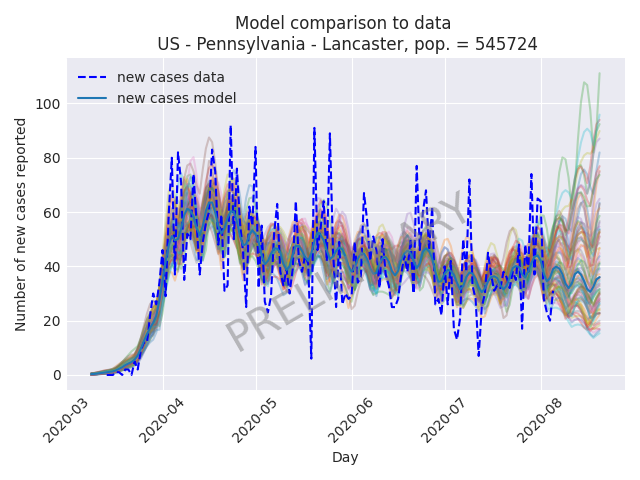 Model comparison to data
US - Pennsylvania - Lancaster, pop. = 545724
new cases data
new cases model
Number of new cases reported
100
80
60
40
20
0
PRELIMINARY
2020-03
2020-04
2020-05
2020-06
2020-07
2020-08
Day